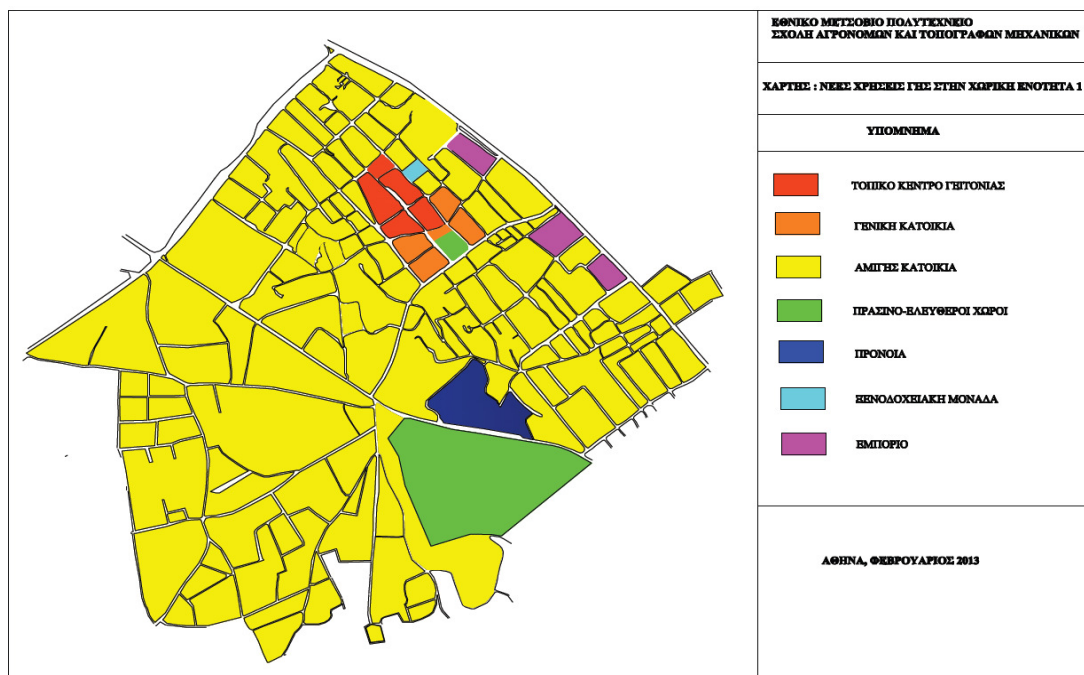 ΕΘΝΙΚΟ ΜΕΤΣΟΒΙΟ ΠΟΛΥΤΕΧΝΕΙΟ
ΣΧΟΛΗ ΑΓΡΟΝΟΜΩΝ ΚΑΙ ΤΟΠΟΓΡΑΦΩΝ ΜΗΧΑΝΙΚΩΝ
ΧΑΡΤΗΣ : ΝΕΕΣ ΧΡΗΣΕΙΣ ΓΗΣ ΣΤΗΝ ΧΩΡΙΚΗ ΕΝΟΤΗΤΑ 1
ΥΠΟΜΝΗΜΑ
ΤΟΠΙΚΟ ΚΕΝΤΡΟ ΓΕΙΤΟΝΙΑΣ
ΓΕΝΙΚΗ ΚΑΤΟΙΚΙΑ
ΑΜΙΓΗΣ ΚΑΤΟΙΚΙΑ
ΠΡΑΣΙΝΟ-ΕΛΕΥΘΕΡΟΙ ΧΩΡΟΙ
ΠΡΟΝΟΙΑ
ΞΕΝΟΔΟΧΕΙΑΚΗ ΜΟΝΑΔΑ
ΕΜΠΟΡΙΟ
ΑΘΗΝΑ, ΦΕΒΡΟΥΑΡΙΟΣ 2013